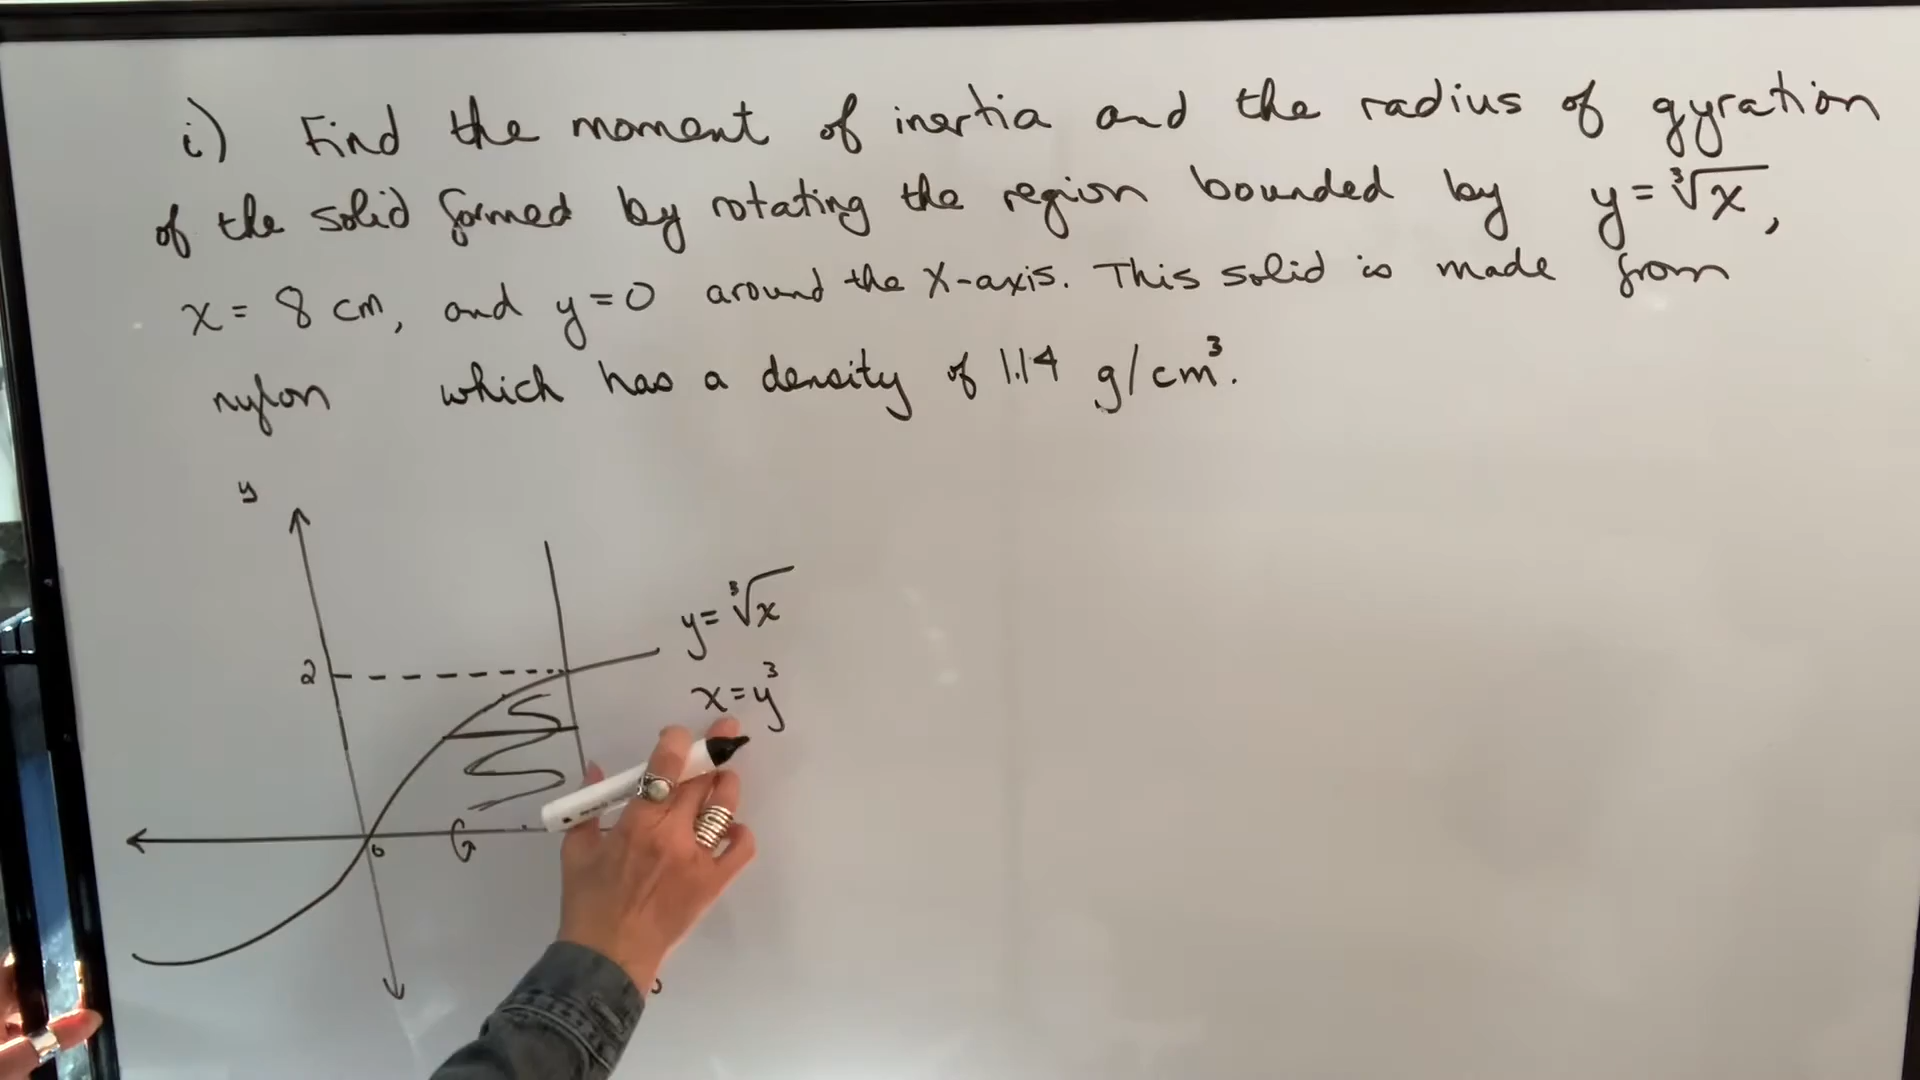 i) Find the moment of inertia and the radius of gyration
of the solid formed by rotating the region bounded by y=∛x,
x = 8 cm, and y=0 around the x-axis. This solid is made from
nylon which has a density of 1.14 g/cm³.
y
y=∛x
2
x=y³
0